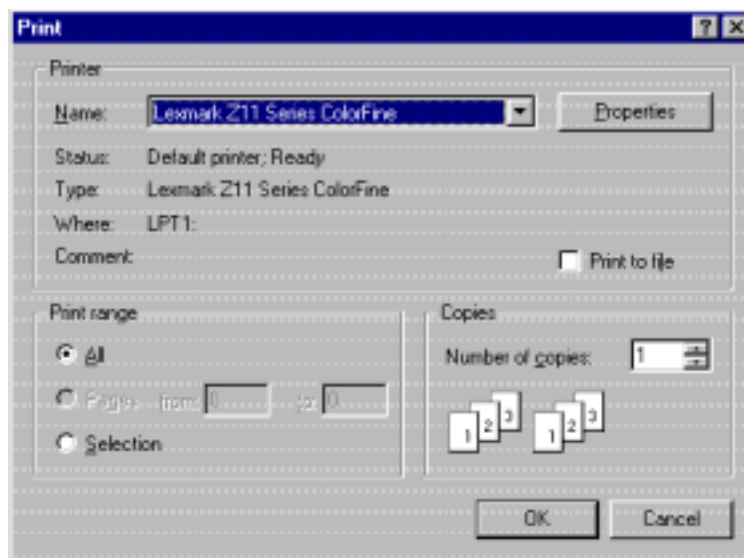 Print
Printer
Name: Lexmark Z11 Series ColorFine Properties
Status: Default printer; Ready
Type: Lexmark Z11 Series ColorFine
Where: LPT1:
Comment:
Print to file
Print range
All
Pages from: 0 to: 0
Selection
Copies
Number of copies: 1
1 2 3 1 2 3
OK Cancel